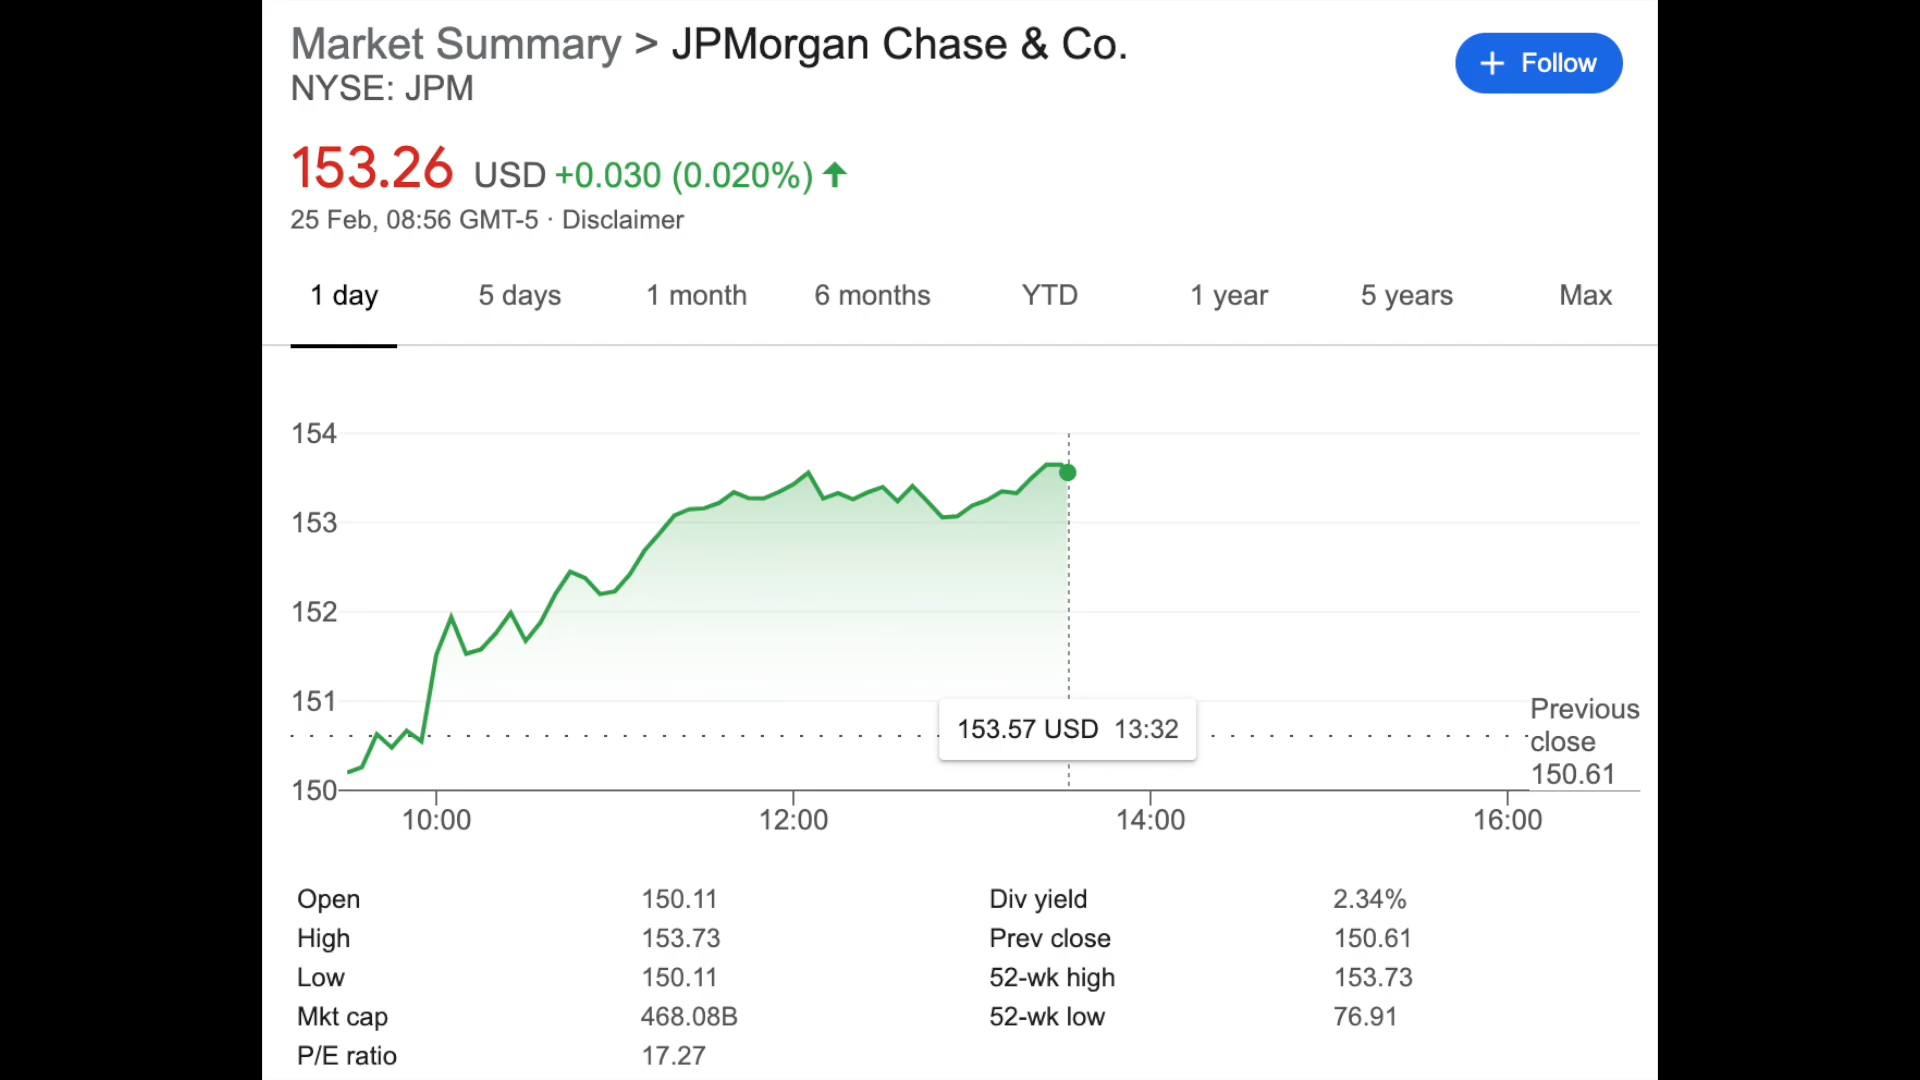 Market Summary > JPMorgan Chase & Co.
NYSE: JPM
+ Follow
153.26 USD +0.030 (0.020%)
25 Feb, 08:56 GMT-5 · Disclaimer
1 day 5 days 1 month 6 months YTD 1 year 5 years Max
154
153
152
151
150
153.57 USD 13:32
Previous
close
150.61
10:00 12:00 14:00 16:00
Open 150.11 Div yield 2.34%
High 153.73 Prev close 150.61
Low 150.11 52-wk high 153.73
Mkt cap 468.08B 52-wk low 76.91
P/E ratio 17.27